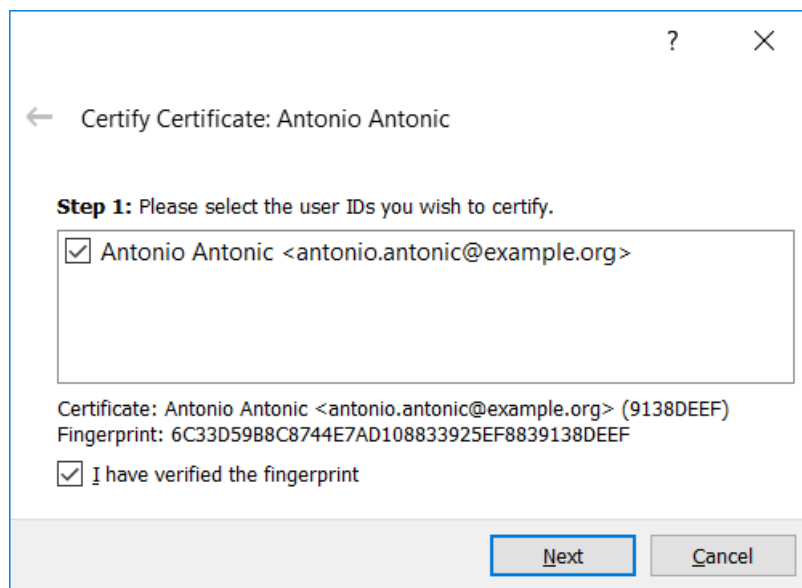 ?
Certify Certificate: Antonio Antonic
Step 1: Please select the user IDs you wish to certify.
Antonio Antonic <antonio.antonic@example.org>
Certificate: Antonio Antonic <antonio.antonic@example.org> (9138DEEF)
Fingerprint: 6C33D59B8C8744E7AD108833925EF8839138DEEF
I have verified the fingerprint
Next Cancel